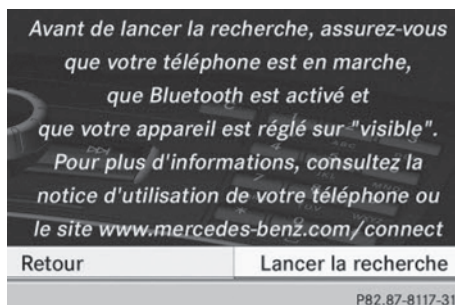 Avant de lancer la recherche, assurez-vous
que votre téléphone est en marche,
que Bluetooth est activé et
que votre appareil est réglé sur "visible".
Pour plus d'informations, consultez la
notice d'utilisation de votre téléphone ou
le site www.mercedes-benz.com/connect
Retour
Lancer la recherche
P82.87-8117-31